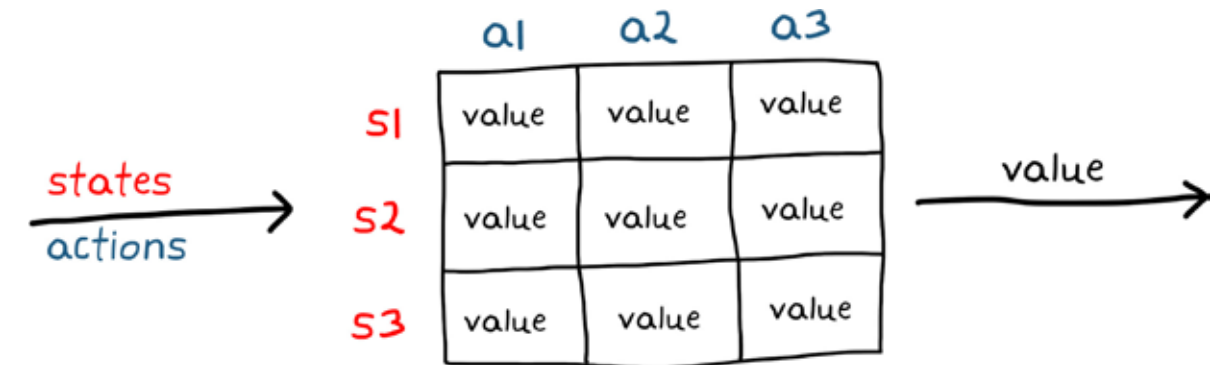 a1 a2 a3
s1 value value value
states
actions
s2 value value value
value
s3 value value value